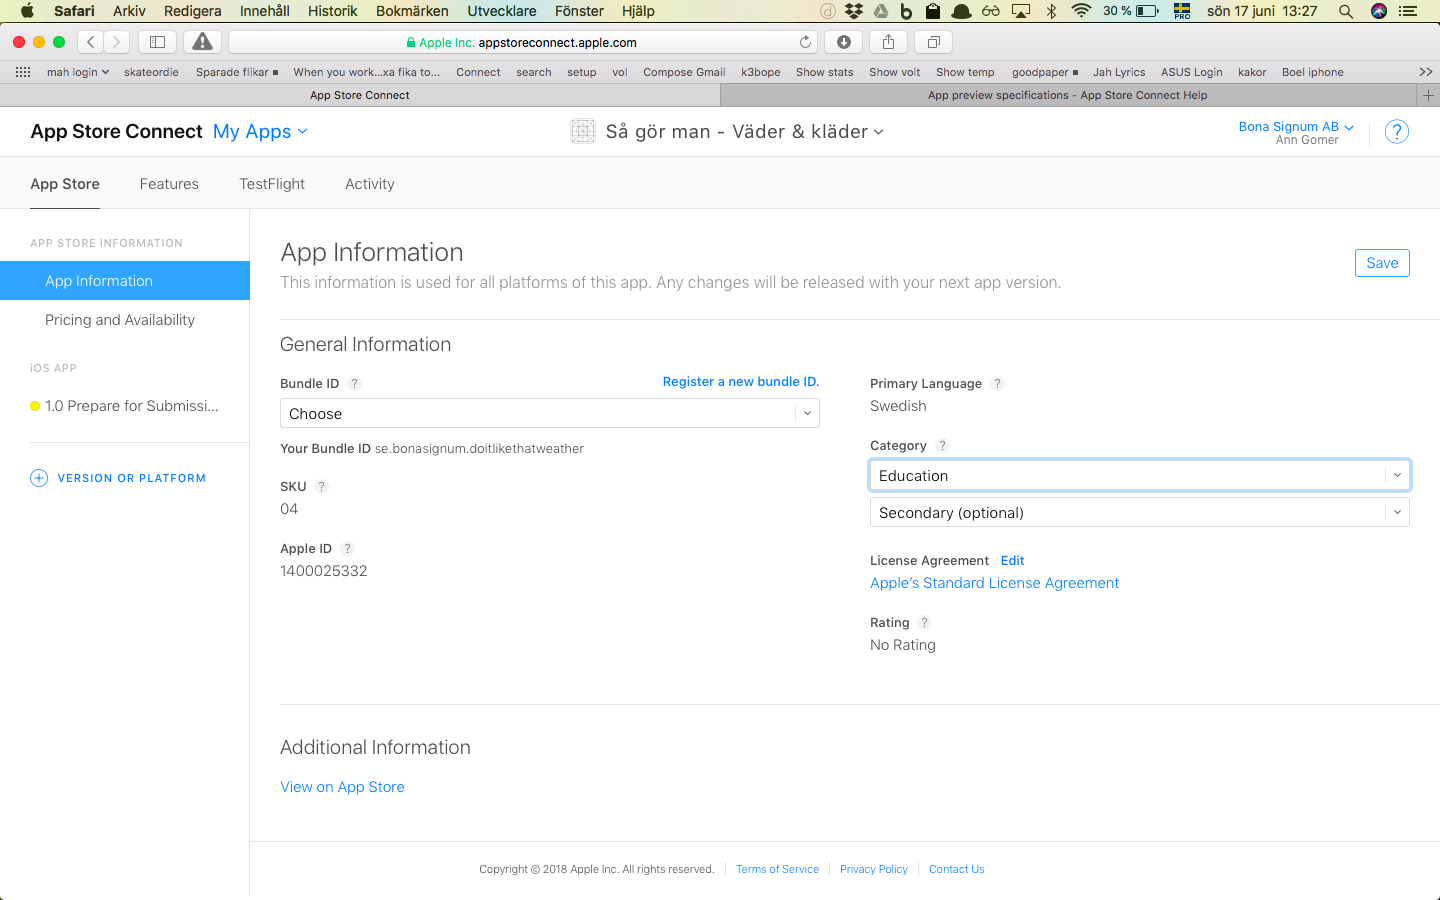 Safari Arkiv Redigera Innehåll Historik Bokmärken Utvecklare Fönster Hjälp 30 % PRO sön 17 juni 13:27
Apple Inc. appstoreconnect.apple.com
mah login skateordie Sparade flikar When you work...xa fika to... Connect search setup vol Compose Gmail k3bope Show stats Show volt Show temp goodpaper Jah Lyrics ASUS Login kakor Boel iphone
App Store Connect
App preview specifications - App Store Connect Help
App Store Connect My Apps
Så gör man - Väder & kläder
Bona Signum AB
Ann Gomer
?
App Store Features TestFlight Activity
APP STORE INFORMATION
App Information
Pricing and Availability
iOS APP
1.0 Prepare for Submissi...
VERSION OR PLATFORM
App Information
This information is used for all platforms of this app. Any changes will be released with your next app version.
Save
General Information
Bundle ID ?
Register a new bundle ID.
Choose
Your Bundle ID se.bonasignum.doitlikethatweather
SKU ?
04
Apple ID ?
1400025332
Primary Language ?
Swedish
Category ?
Education
Secondary (optional)
License Agreement Edit
Apple's Standard License Agreement
Rating ?
No Rating
Additional Information
View on App Store
Copyright © 2018 Apple Inc. All rights reserved. Terms of Service Privacy Policy Contact Us